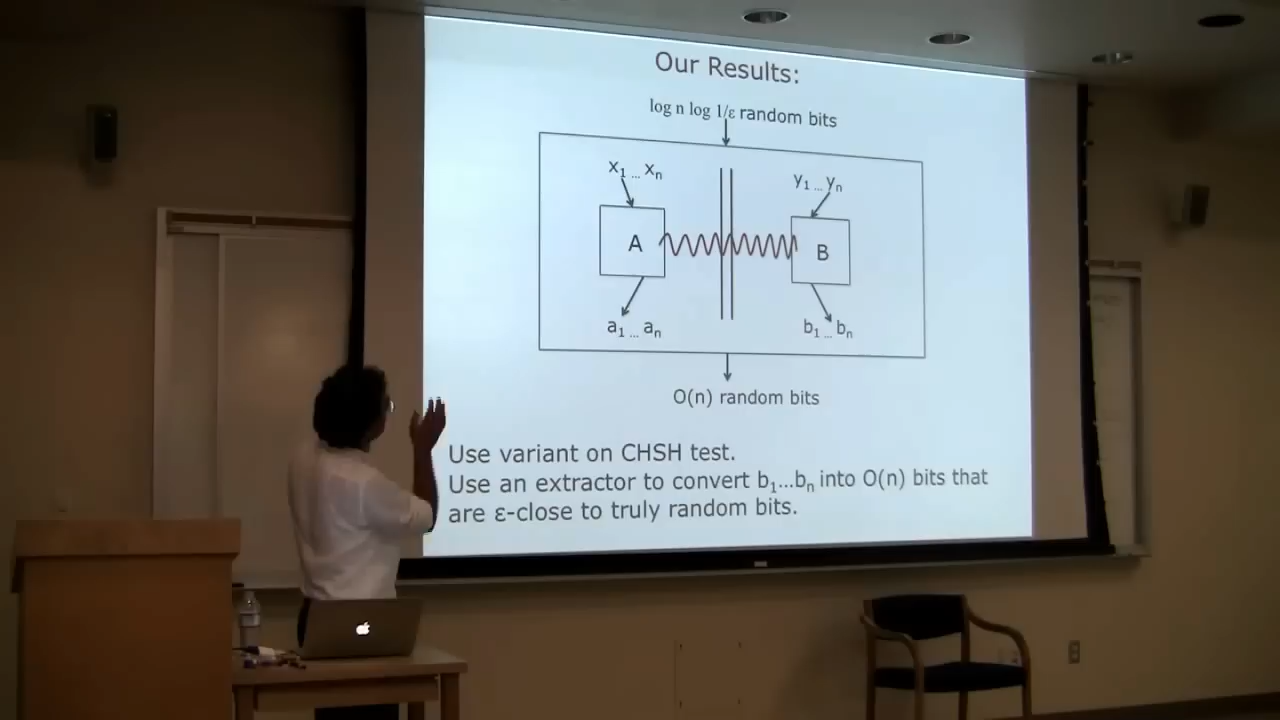 Our Results:
log n log 1/ε random bits
x₁ ... xₙ
y₁ ... yₙ
A
B
a₁ ... aₙ
b₁ ... bₙ
O(n) random bits
Use variant on CHSH test.
Use an extractor to convert b₁...bₙ into O(n) bits that
are ε-close to truly random bits.